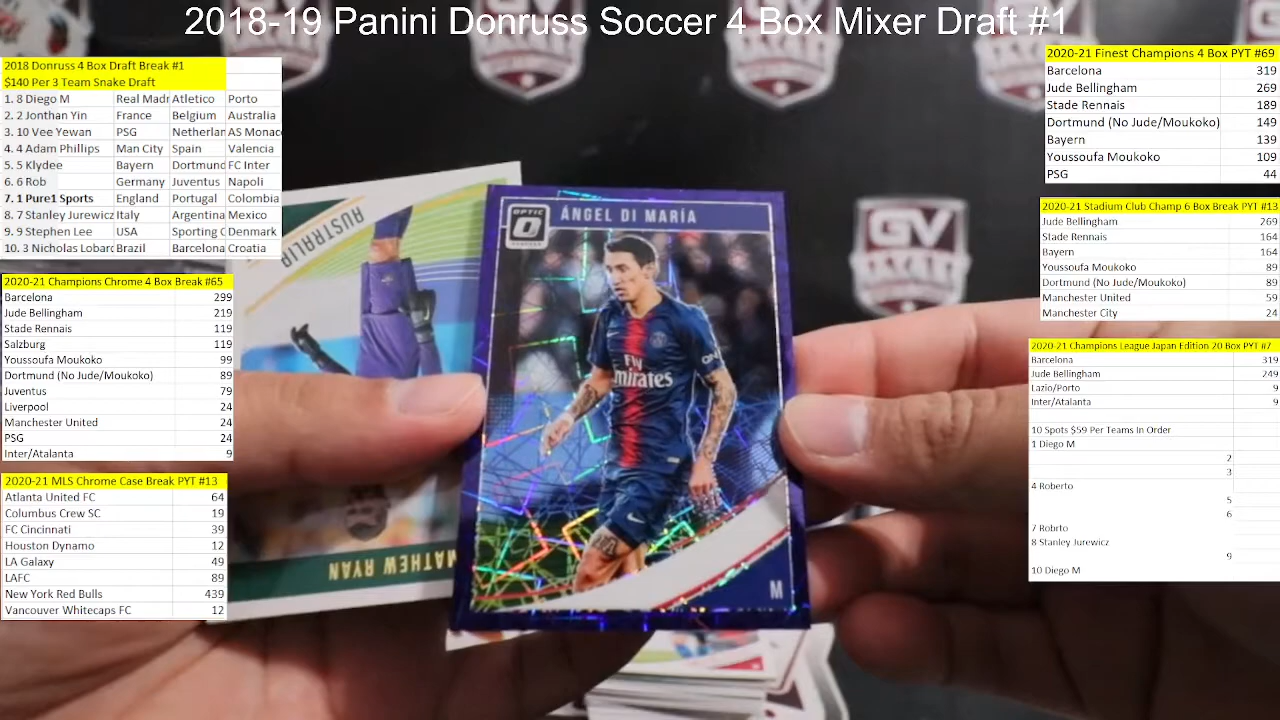 2018-19 Panini Donruss Soccer 4 Box Mixer Draft #1
2018 Donruss 4 Box Draft Break #1
$140 Per 3 Team Snake Draft
1. 8 Diego M Real Madr Atletico Porto
2. 2 Jonthan Yin France Belgium Australia
3. 10 Vee Yewan PSG Netherlan AS Monac
4. 4 Adam Phillips Man City Spain Valencia
5. 5 Klydee Bayern Dortmund FC Inter
6. 6 Rob Germany Juventus Napoli
7. 1 Pure1 Sports England Portugal Colombia
8. 7 Stanley Jurewicz Italy Argentina Mexico
9. 9 Stephen Lee USA Sporting C Denmark
10. 3 Nicholas Lobard Brazil Barcelona Croatia
2020-21 Champions Chrome 4 Box Break #65
Barcelona 299
Jude Bellingham 219
Stade Rennais 119
Salzburg 119
Youssoufa Moukoko 99
Dortmund (No Jude/Moukoko) 89
Juventus 79
Liverpool 24
Manchester United 24
PSG 24
Inter/Atalanta 9
2020-21 MLS Chrome Case Break PYT #13
Atlanta United FC 64
Columbus Crew SC 19
FC Cincinnati 39
Houston Dynamo 12
LA Galaxy 49
LAFC 89
New York Red Bulls 439
Vancouver Whitecaps FC 12
AUSTRALIA
MATHEW RYAN
OPTIC
DONRUSS
ÁNGEL DI MARÍA
Fly
Emirates
M
GV
2020-21 Finest Champions 4 Box PYT #69
Barcelona 319
Jude Bellingham 269
Stade Rennais 189
Dortmund (No Jude/Moukoko) 149
Bayern 139
Youssoufa Moukoko 109
PSG 44
2020-21 Stadium Club Champ 6 Box Break PYT #13
Jude Bellingham 269
Stade Rennais 164
Bayern 164
Youssoufa Moukoko 89
Dortmund (No Jude/Moukoko) 89
Manchester United 59
Manchester City 24
2020-21 Champions League Japan Edition 20 Box PYT #7
Barcelona 319
Jude Bellingham 249
Lazio/Porto 9
Inter/Atalanta 9
10 Spots $59 Per Teams In Order
1 Diego M
2
3
4 Roberto
5
6
7 Robrto
8 Stanley Jurewicz
9
10 Diego M